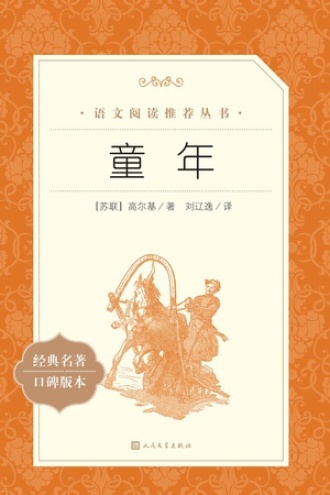 · 语文阅读推荐丛书 ·
童年
［苏联］高尔基／著 刘辽逸／译
经典名著
口碑版本
人民文学出版社